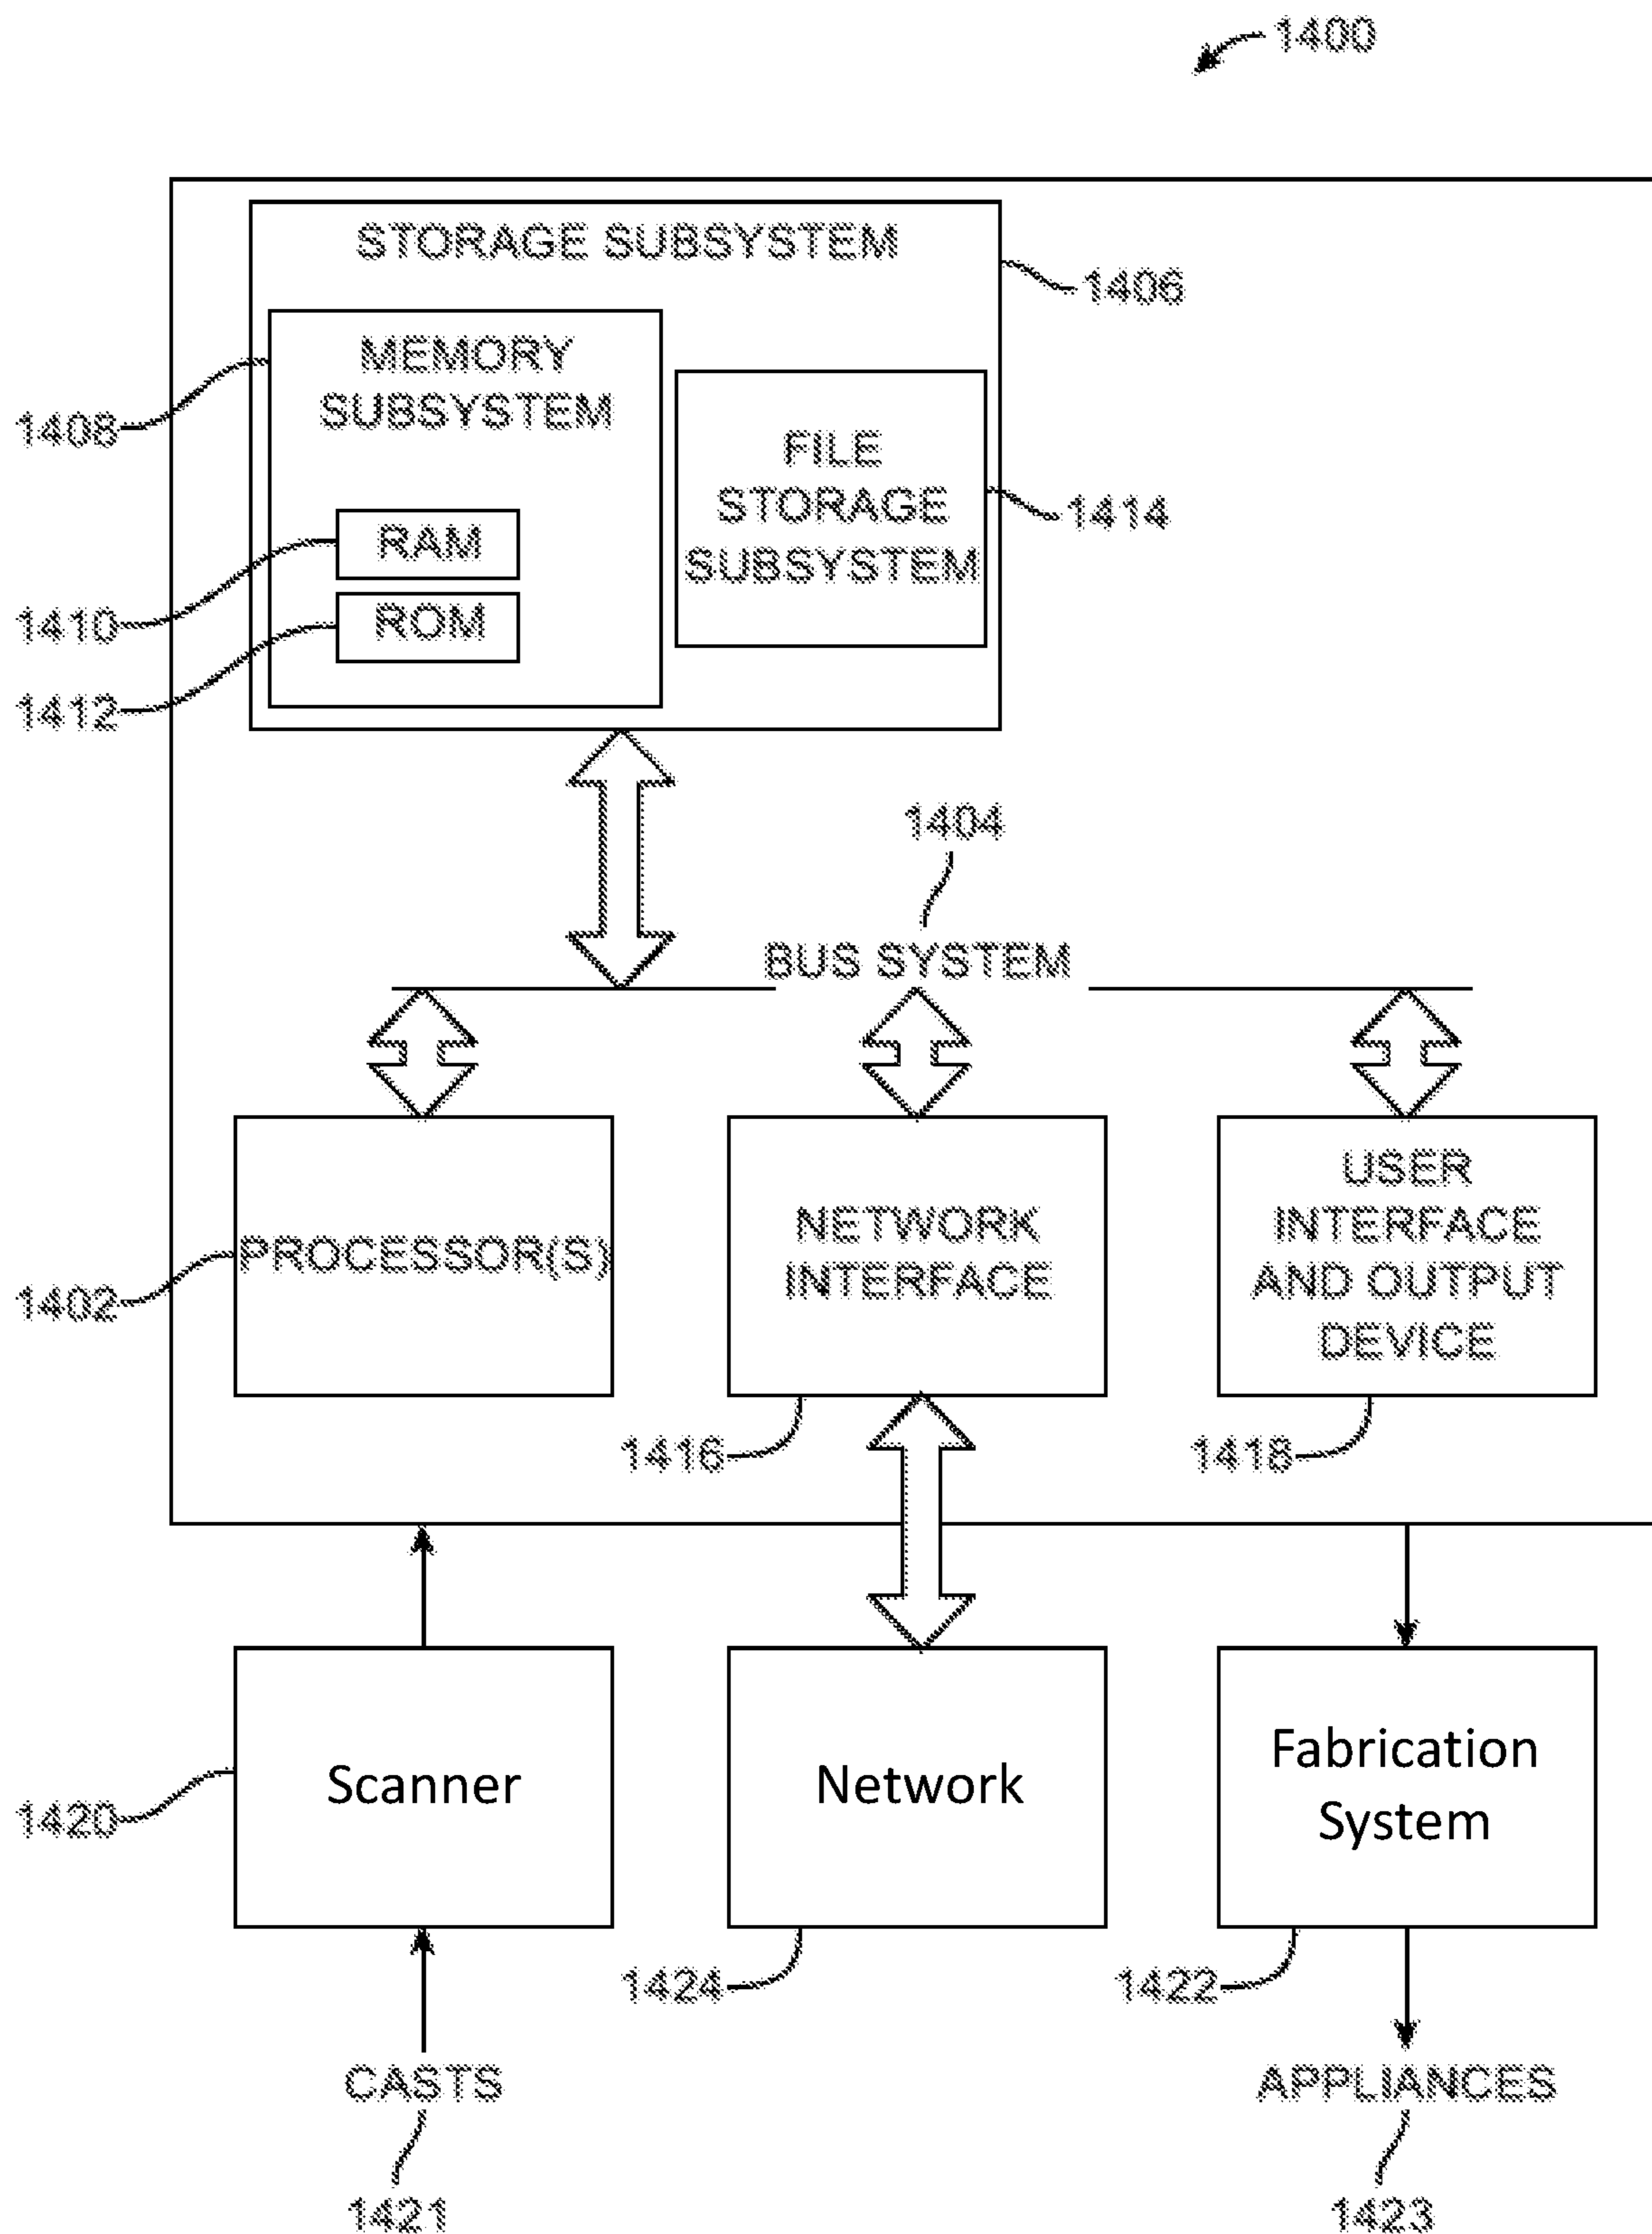 1400
STORAGE SUBSYSTEM
1406
MEMORY
SUBSYSTEM
1408
FILE
STORAGE
SUBSYSTEM
1414
RAM
1410
ROM
1412
1404
BUS SYSTEM
PROCESSOR(S)
1402
NETWORK
INTERFACE
1416
USER
INTERFACE
AND OUTPUT
DEVICE
1418
Scanner
1420
Network
1424
Fabrication
System
1422
CASTS
1421
APPLIANCES
1423